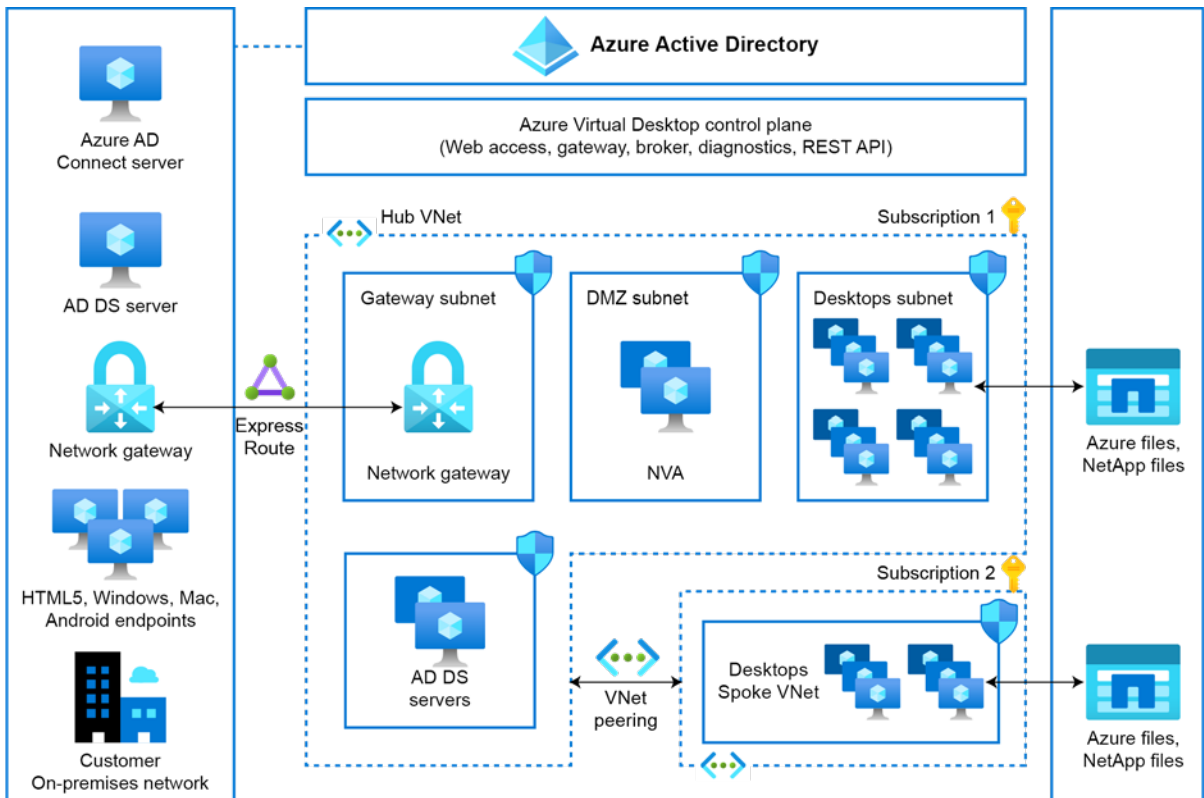 Azure AD
Connect server
AD DS server
Network gateway
HTML5, Windows, Mac,
Android endpoints
Customer
On-premises network
Express
Route
Azure Active Directory
Azure Virtual Desktop control plane
(Web access, gateway, broker, diagnostics, REST API)
Hub VNet
Subscription 1
Gateway subnet
Network gateway
DMZ subnet
NVA
Desktops subnet
AD DS
servers
VNet
peering
Subscription 2
Desktops
Spoke VNet
Azure files,
NetApp files
Azure files,
NetApp files